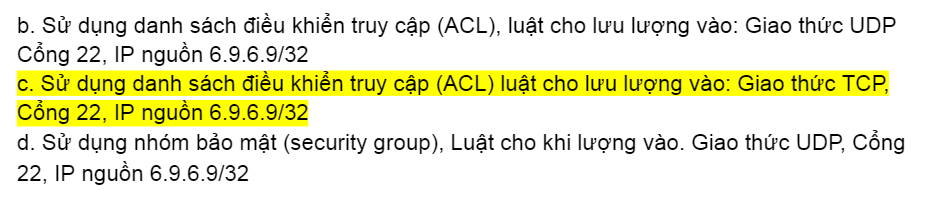 b. Sử dụng danh sách điều khiển truy cập (ACL), luật cho lưu lượng vào: Giao thức UDP
Cổng 22, IP nguồn 6.9.6.9/32
c. Sử dụng danh sách điều khiển truy cập (ACL) luật cho lưu lượng vào: Giao thức TCP,
Cổng 22, IP nguồn 6.9.6.9/32
d. Sử dụng nhóm bảo mật (security group), Luật cho khi lượng vào. Giao thức UDP, Cổng
22, IP nguồn 6.9.6.9/32